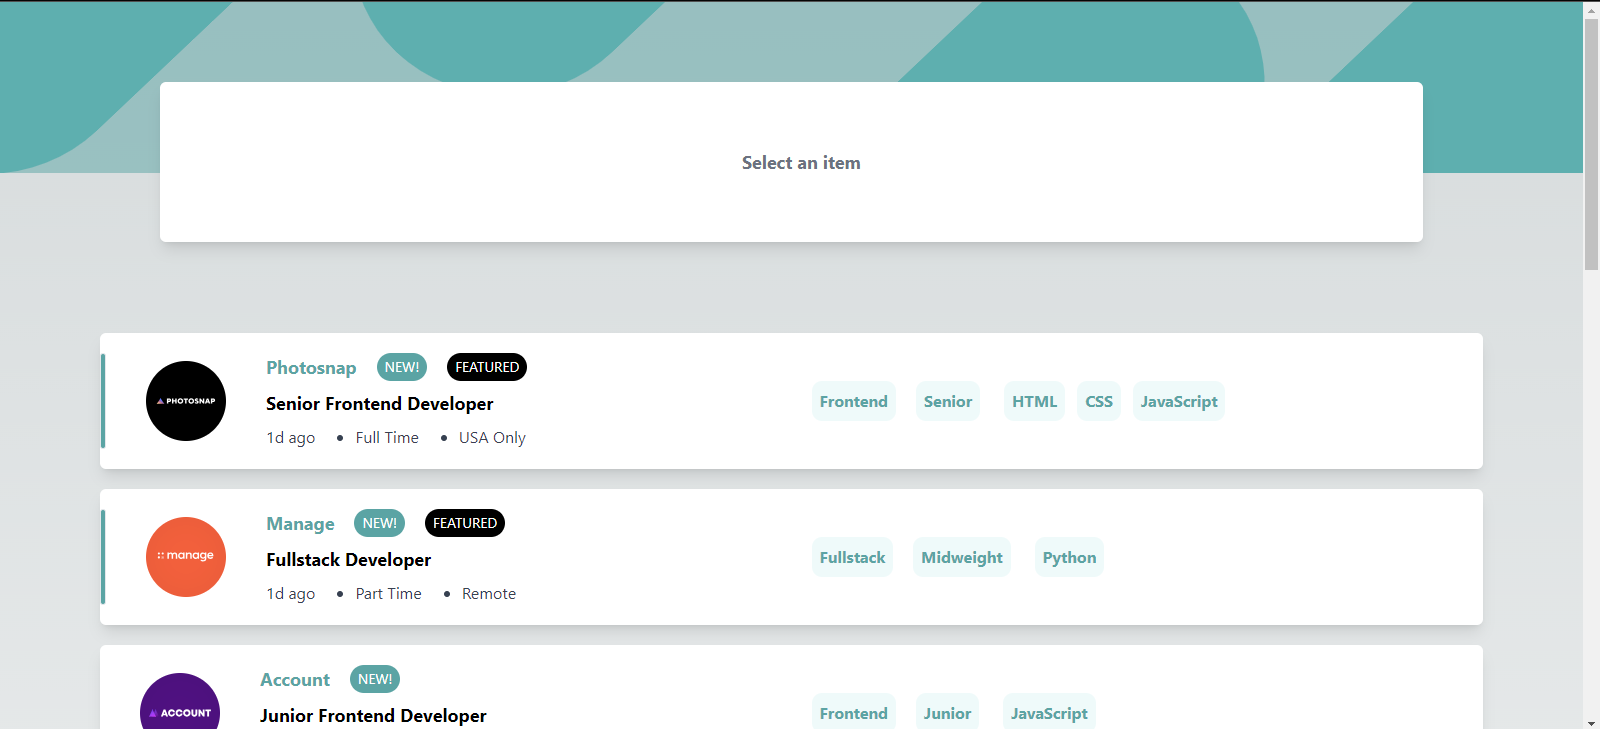 Select an item
Photosnap NEW! FEATURED
PHOTOSNAP
Senior Frontend Developer
1d ago • Full Time • USA Only
Frontend Senior HTML CSS JavaScript
Manage NEW! FEATURED
manage
Fullstack Developer
1d ago • Part Time • Remote
Fullstack Midweight Python
Account NEW!
ACCOUNT
Junior Frontend Developer
Frontend Junior JavaScript